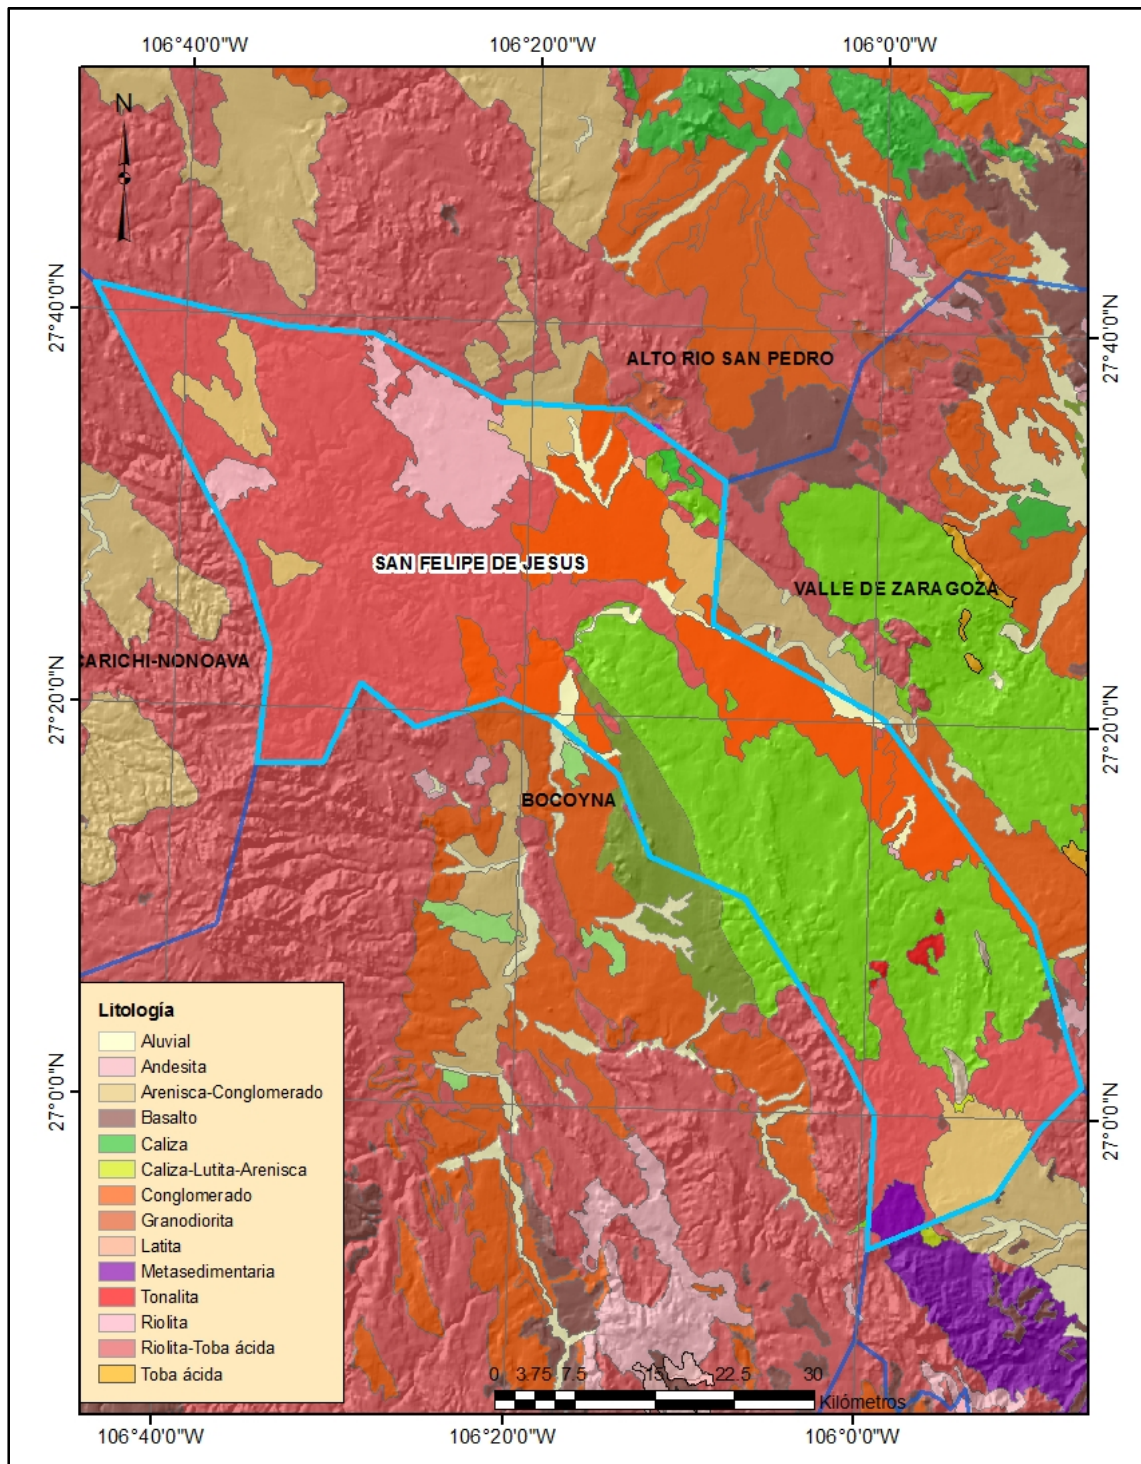 106°40'0"W 106°20'0"W 106°0'0"W
N
27°40'0"N
27°40'0"N
ALTO RIO SAN PEDRO
SAN FELIPE DE JESUS
VALLE DE ZARAGOZA
CARICHI-NONOAVA
27°20'0"N
27°20'0"N
BOCOYNA
Litología
Aluvial
Andesita
Arenisca-Conglomerado
Basalto
Caliza
Caliza-Lutita-Arenisca
Conglomerado
Granodiorita
Latita
Metasedimentaria
Tonalita
Riolita
Riolita-Toba ácida
Toba ácida
27°0'0"N
27°0'0"N
0 3.75 7.5 15 22.5 30
Kilómetros
106°40'0"W 106°20'0"W 106°0'0"W